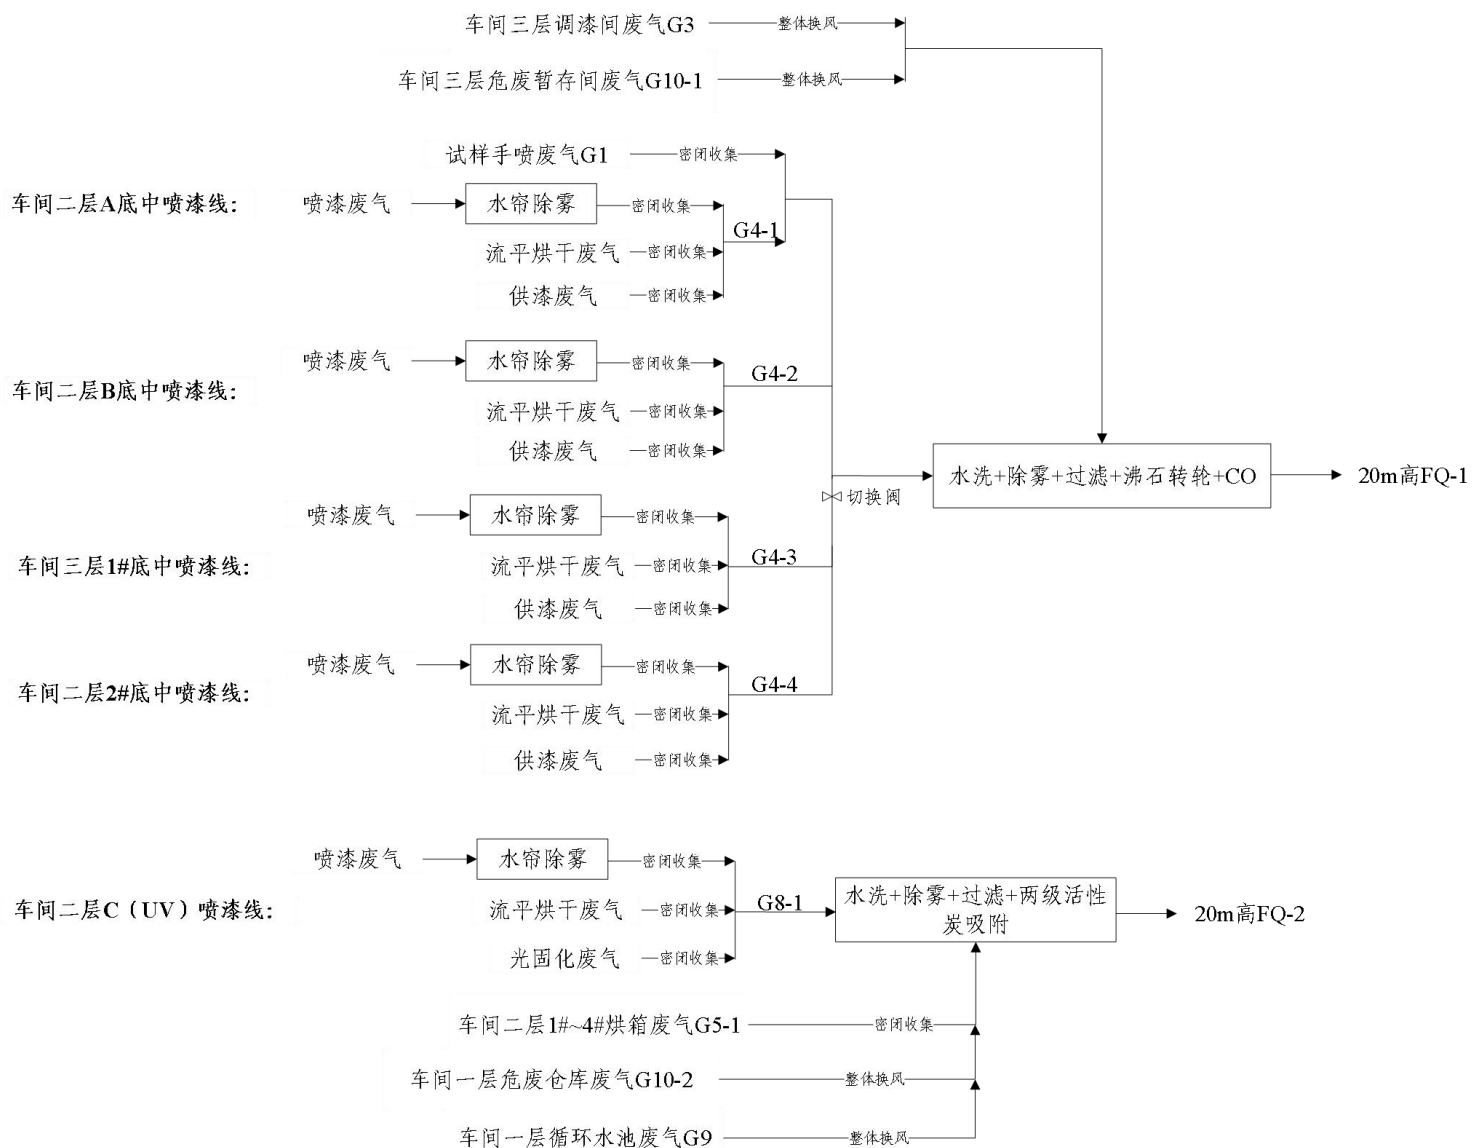 车间三层调漆间废气G3
整体换风
车间三层危废暂存间废气G10-1
整体换风
试样手喷废气G1
密闭收集
车间二层A底中喷漆线：
喷漆废气
水帘除雾
密闭收集
G4-1
流平烘干废气
密闭收集
供漆废气
密闭收集
车间二层B底中喷漆线：
喷漆废气
水帘除雾
密闭收集
G4-2
流平烘干废气
密闭收集
供漆废气
密闭收集
水洗+除雾+过滤+沸石转轮+CO
20m高FQ-1
切换阀
车间三层1#底中喷漆线：
喷漆废气
水帘除雾
密闭收集
G4-3
流平烘干废气
密闭收集
供漆废气
密闭收集
车间二层2#底中喷漆线：
喷漆废气
水帘除雾
密闭收集
G4-4
流平烘干废气
密闭收集
供漆废气
密闭收集
车间二层C（UV）喷漆线：
喷漆废气
水帘除雾
密闭收集
G8-1
流平烘干废气
密闭收集
光固化废气
密闭收集
水洗+除雾+过滤+两级活性
炭吸附
20m高FQ-2
车间二层1#~4#烘箱废气G5-1
密闭收集
车间一层危废仓库废气G10-2
整体换风
车间一层循环水池废气G9
整体换风